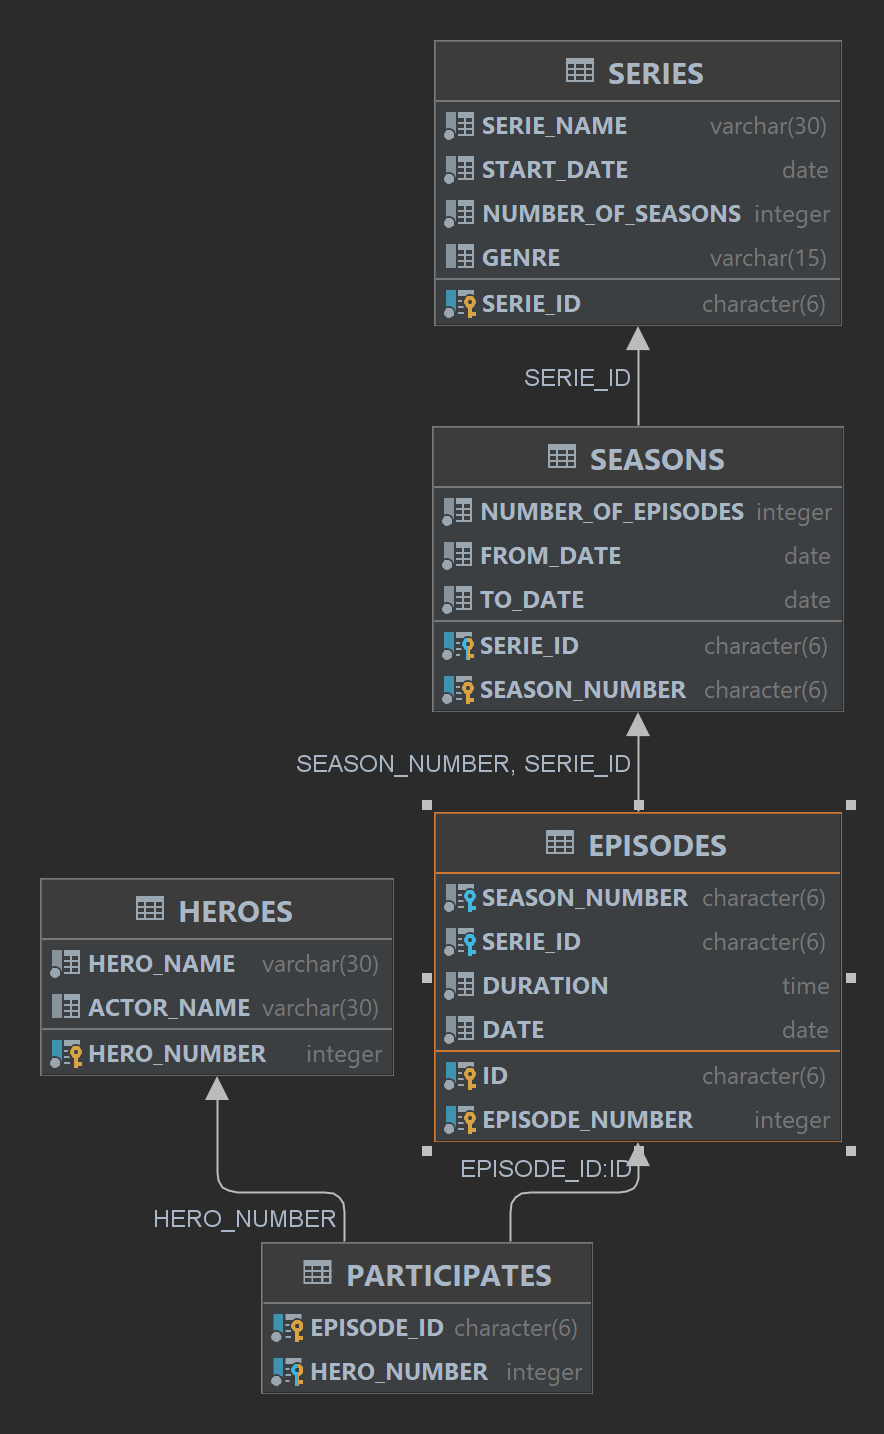 SERIES
SERIE_NAME varchar(30)
START_DATE date
NUMBER_OF_SEASONS integer
GENRE varchar(15)
SERIE_ID character(6)
SERIE_ID
SEASONS
NUMBER_OF_EPISODES integer
FROM_DATE date
TO_DATE date
SERIE_ID character(6)
SEASON_NUMBER character(6)
SEASON_NUMBER, SERIE_ID
EPISODES
SEASON_NUMBER character(6)
SERIE_ID character(6)
DURATION time
DATE date
ID character(6)
EPISODE_NUMBER integer
HEROES
HERO_NAME varchar(30)
ACTOR_NAME varchar(30)
HERO_NUMBER integer
EPISODE_ID:ID
HERO_NUMBER
PARTICIPATES
EPISODE_ID character(6)
HERO_NUMBER integer